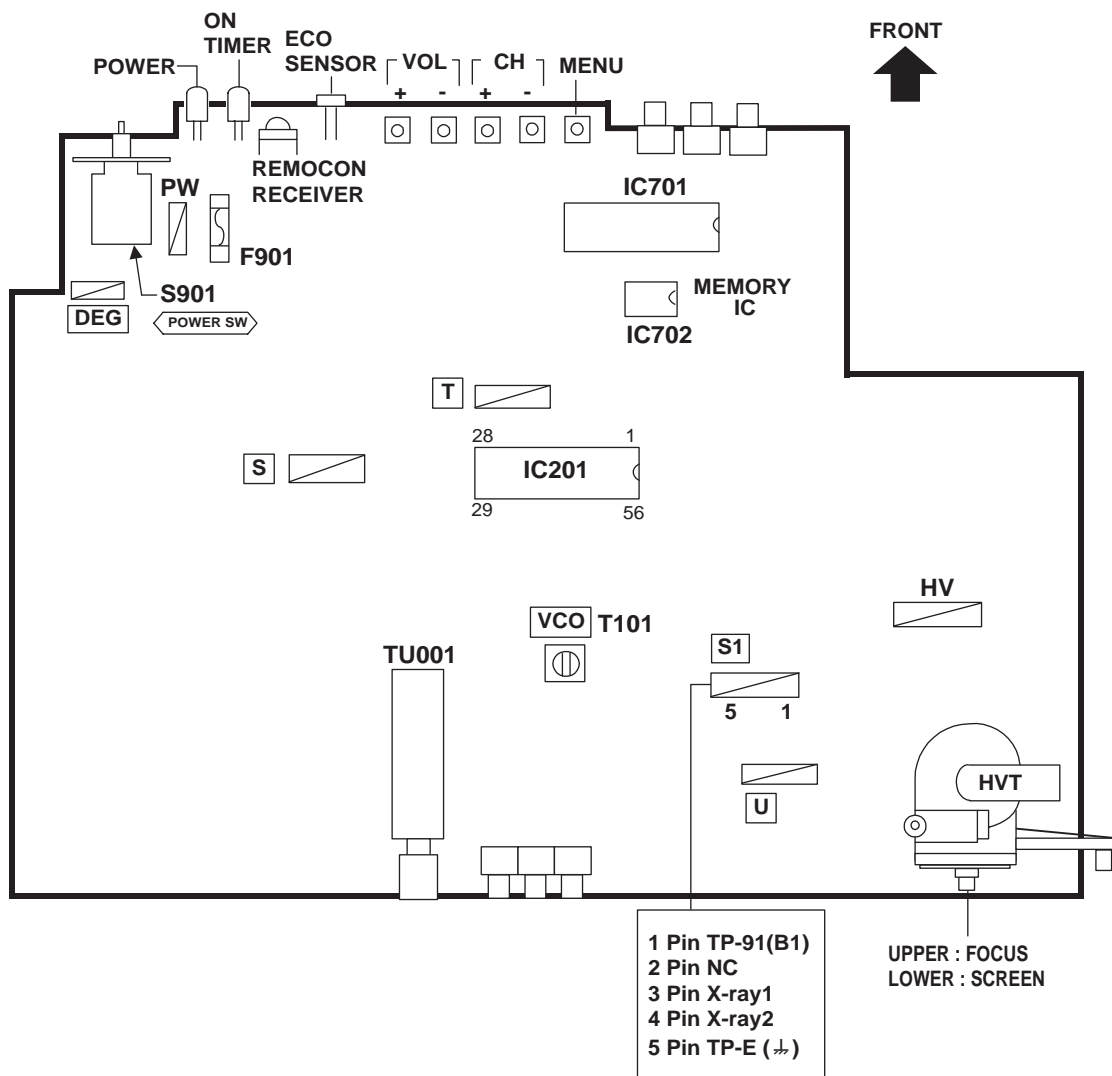 ON
TIMER
ECO
SENSOR
POWER
VOL
CH
MENU
+ - + -
FRONT
REMOCON
RECEIVER
PW
F901
S901
DEG
POWER SW
IC701
MEMORY
IC
IC702
T
28 1
IC201
29 56
S
HV
VCO T101
TU001
S1
5 1
U
HVT
1 Pin TP-91(B1)
2 Pin NC
3 Pin X-ray1
4 Pin X-ray2
5 Pin TP-E ( )
UPPER : FOCUS
LOWER : SCREEN